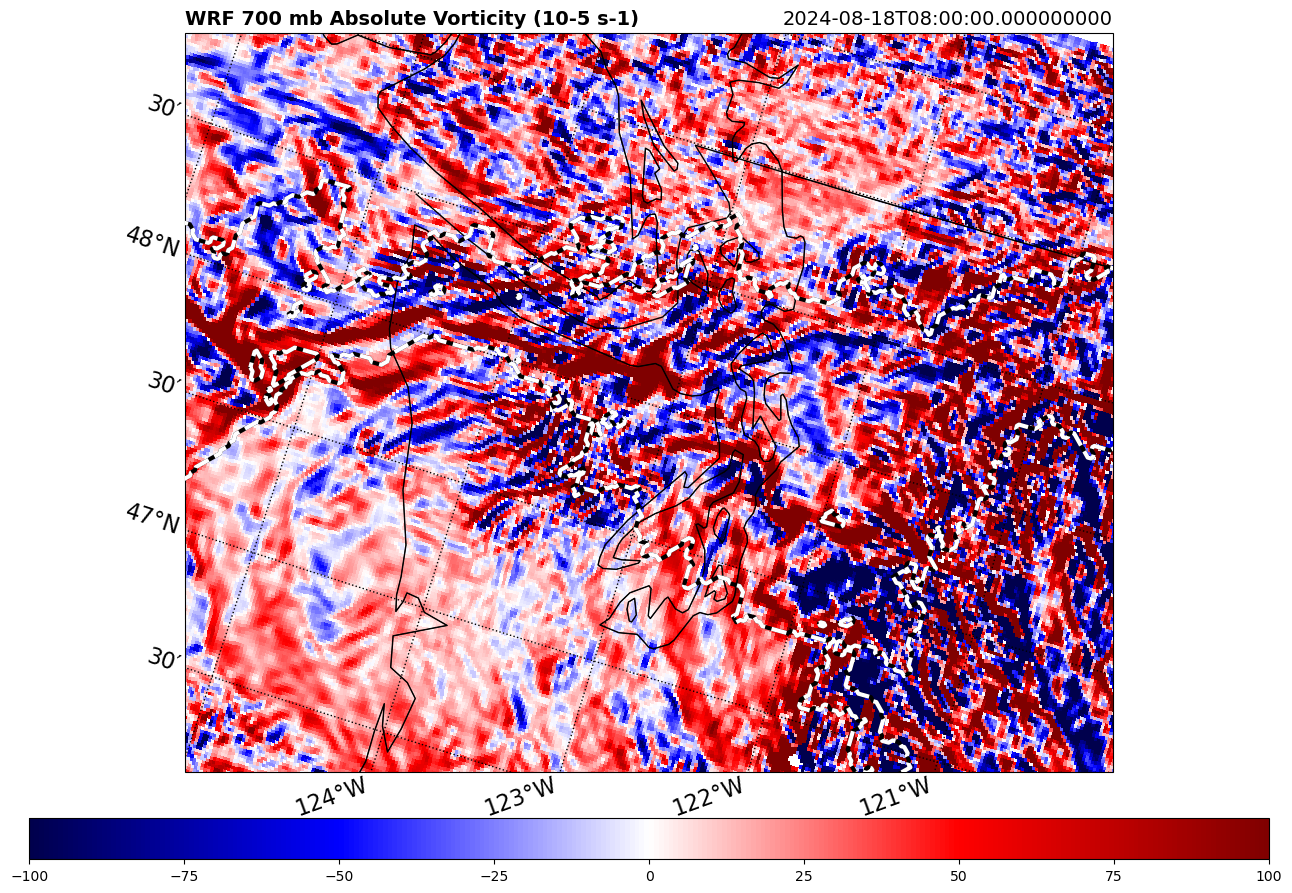 WRF 700 mb Absolute Vorticity (10-5 s-1)
2024-08-18T08:00:00.000000000
30′
48°N
30′
47°N
30′
124°W
123°W
122°W
121°W
−100
−75
−50
−25
0
25
50
75
100